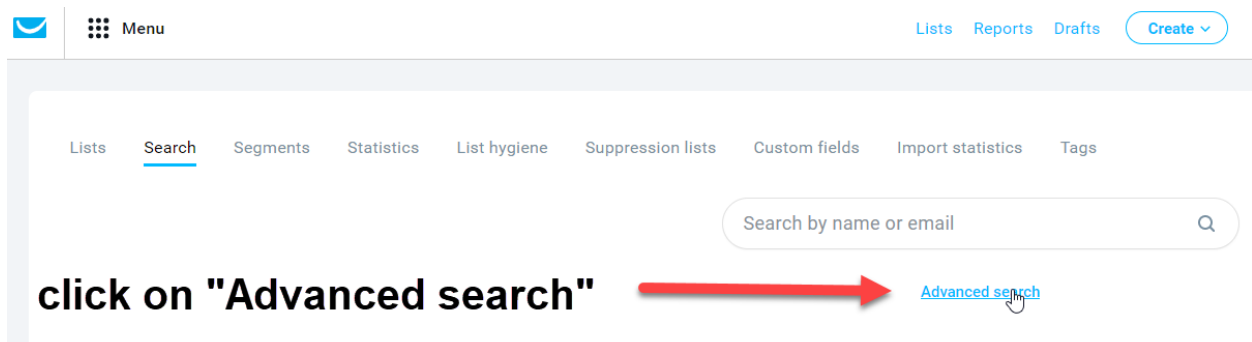 Menu Lists Reports Drafts Create
Lists Search Segments Statistics List hygiene Suppression lists Custom fields Import statistics Tags
Search by name or email
click on "Advanced search" Advanced search